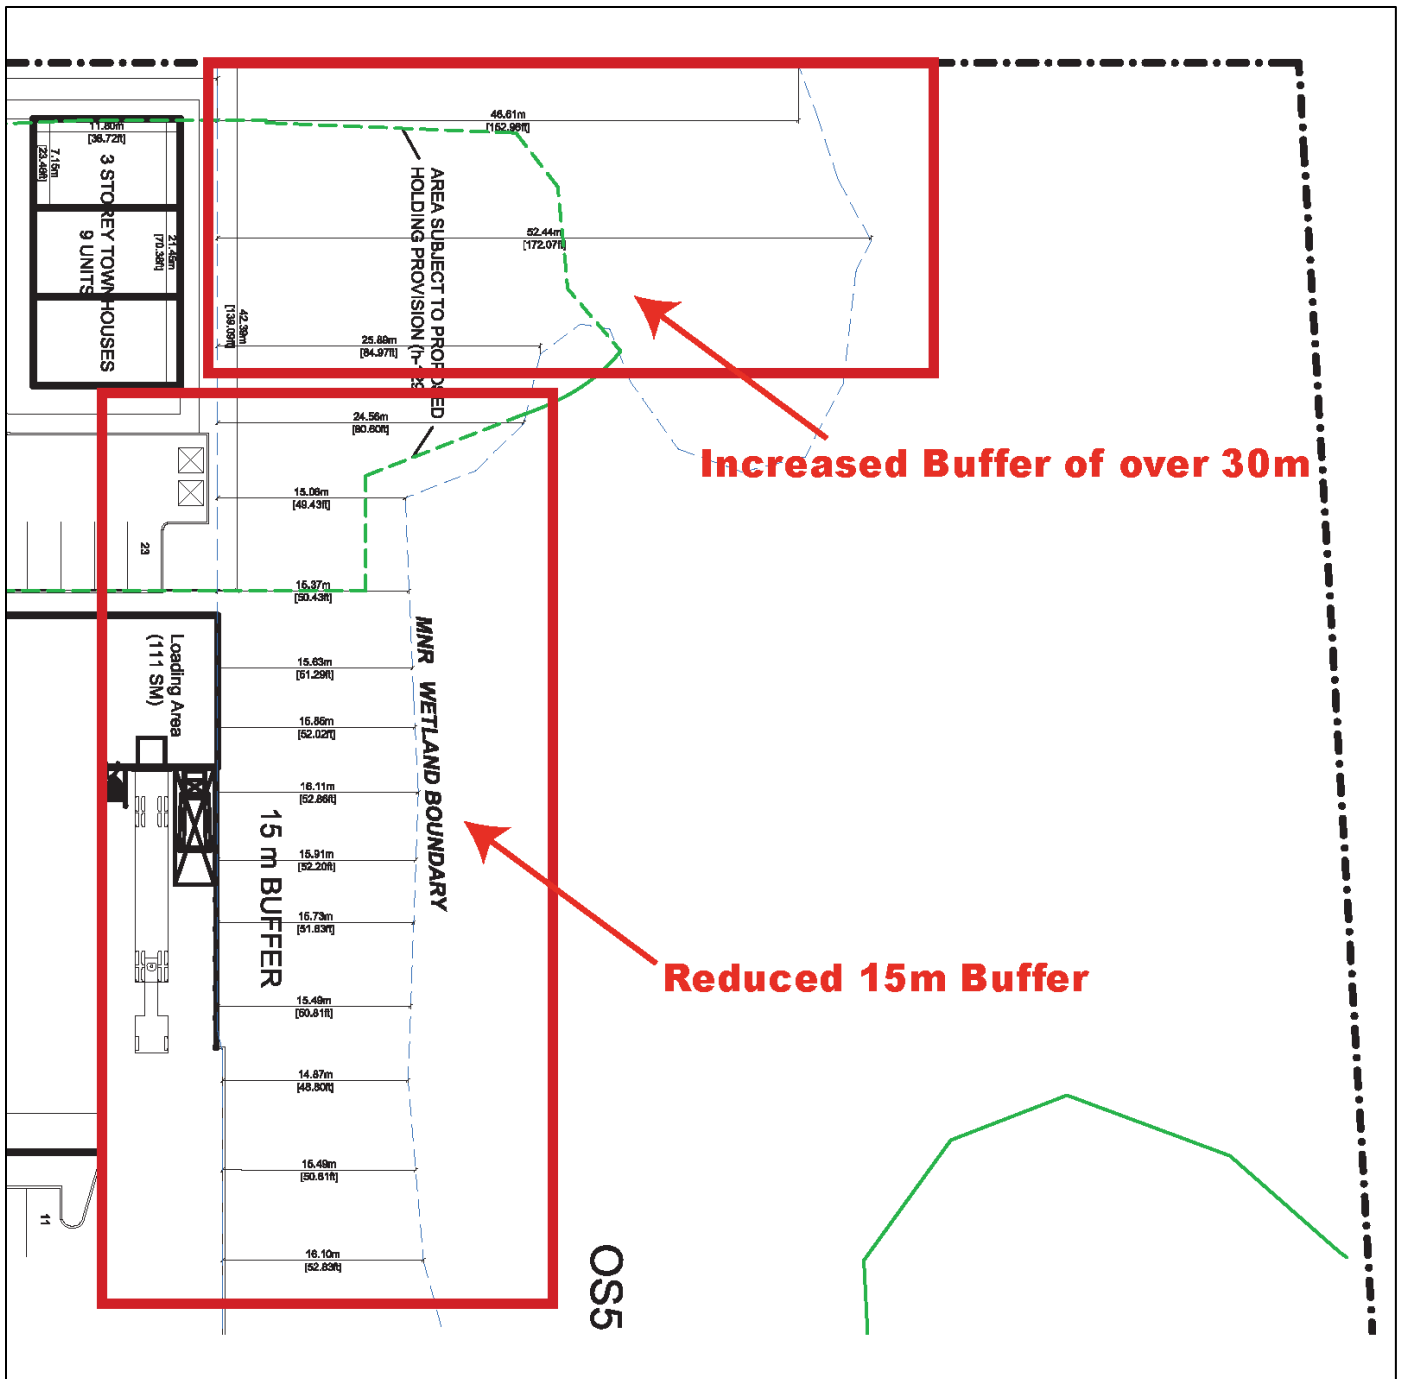 46.61m
[152.96ft]
11.80m
[38.72ft]
7.15m
[23.46ft]
3 STOREY TOWNHOUSES
9 UNITS
21.45m
[70.38ft]
AREA SUBJECT TO PROPOSED
HOLDING PROVISION (h-129
52.44m
[172.07ft]
42.39m
[139.09ft]
25.89m
[84.97ft]
24.56m
[80.60ft]
Increased Buffer of over 30m
15.06m
[49.43ft]
23
15.37m
[50.43ft]
MNR WETLAND BOUNDARY
Loading Area
(111 SM)
15.63m
[51.29ft]
15.86m
[52.02ft]
16.11m
[52.86ft]
15 m BUFFER
15.91m
[52.20ft]
15.73m
[51.63ft]
Reduced 15m Buffer
15.49m
[50.81ft]
14.87m
[48.80ft]
15.49m
[50.81ft]
11
16.10m
[52.83ft]
OS5